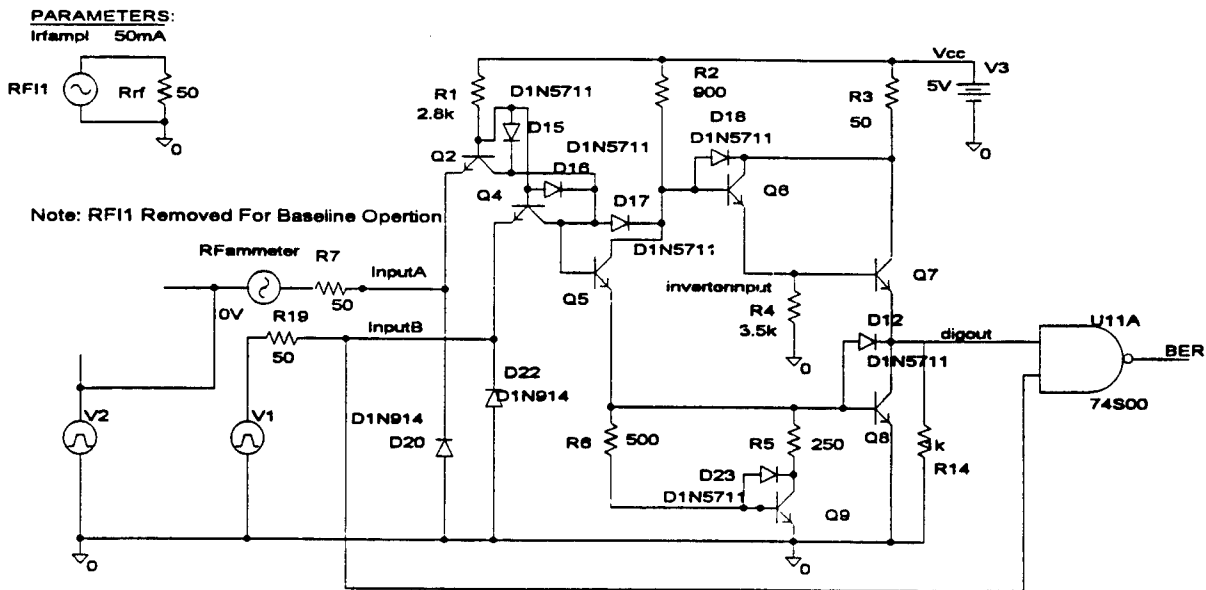 PARAMETERS:
Irfampl 50mA
RFI1
Rrf
50
0
Vcc
V3
5V
R1
2.8k
D1N5711
D15
R2
900
D18
D1N5711
R3
50
Q2
D1N5711
D16
Q4
D17
Q6
Note: RFI1 Removed For Baseline Opertion
D1N5711
RFammeter
R7
InputA
Q5
invertorinput
Q7
0V
50
R4
3.5k
R19
InputB
50
0
D12
digout
D1N5711
U11A
BER
74S00
D22
D1N914
V2
V1
D1N914
D20
R6
500
R5
250
Q8
1k
R14
D23
D1N5711
Q9
0
0